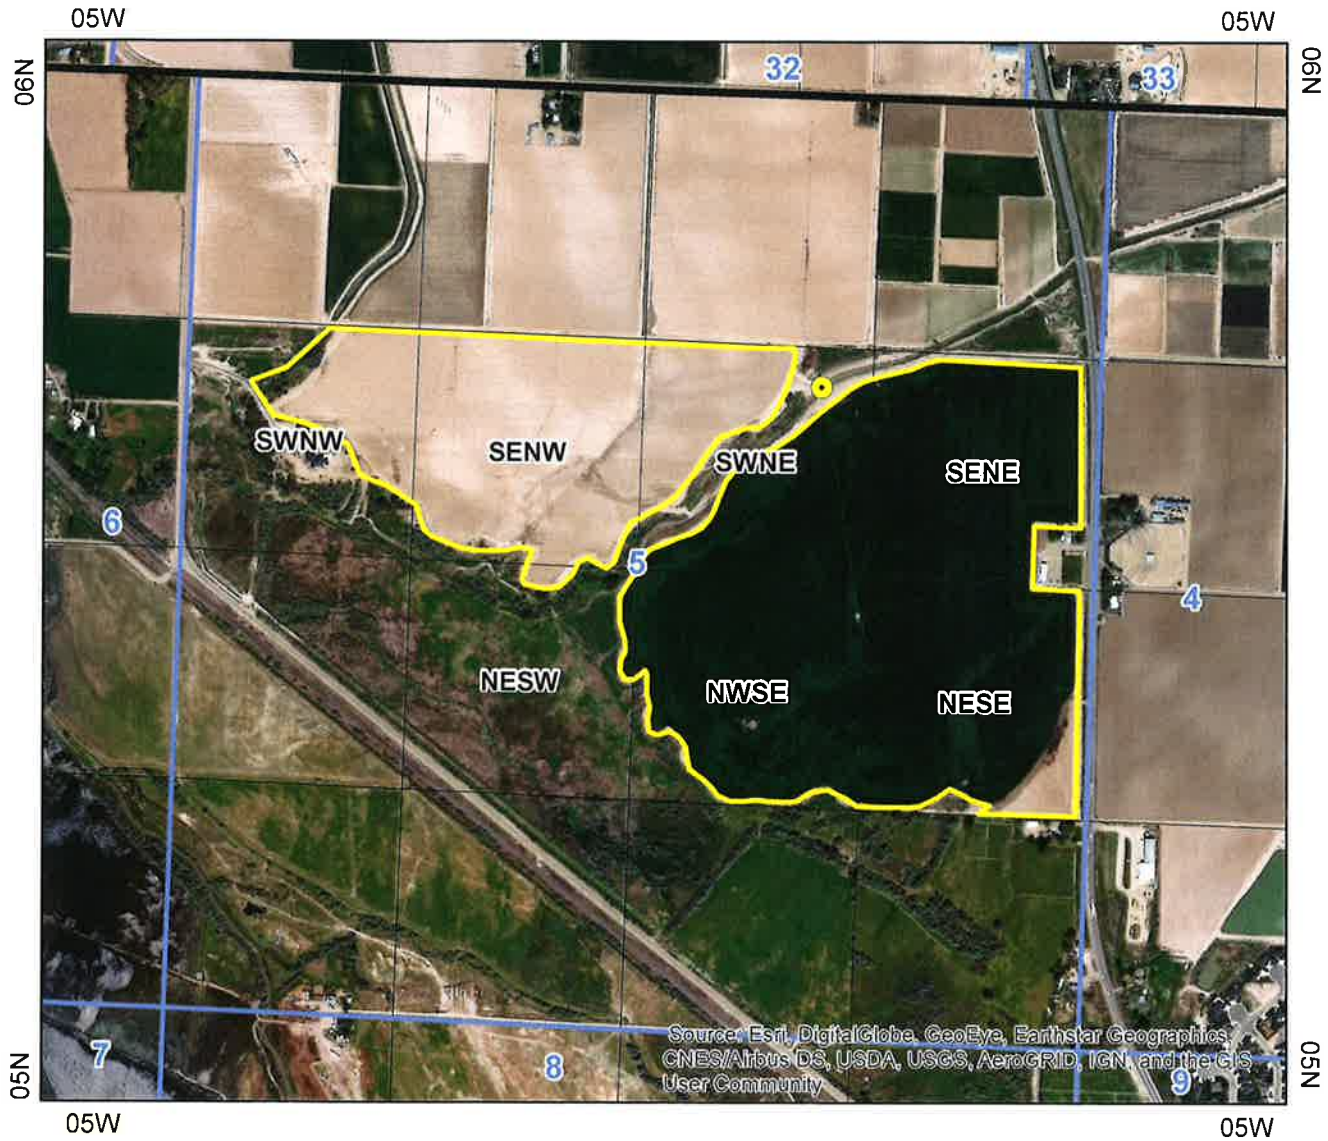 05W 05W
06N 06N
32 33
SWNW SENW SWNE SENE
6 5 4
NESW NWSE NESE
Source: Esri, DigitalGlobe, GeoEye, Earthstar Geographics,
CNES/Airbus DS, USDA, USGS, AeroGRID, IGN, and the GIS
User Community
7 8 9
05N 05N
05W 05W